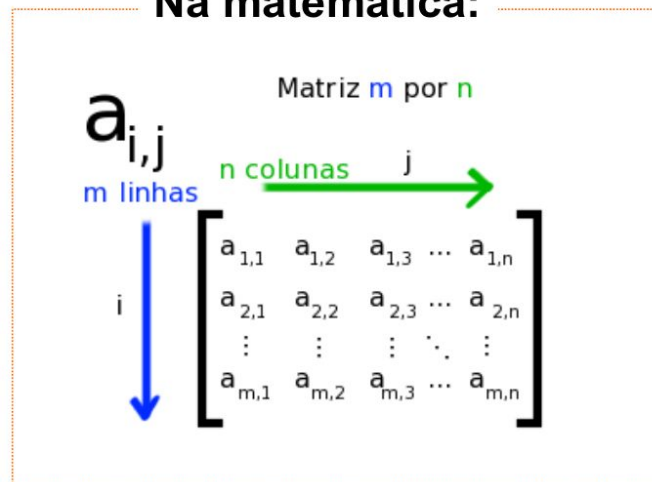 Na matemática:
Matriz m por n
a i,j
n colunas j
m linhas
i
a 1,1 a 1,2 a 1,3 ... a 1,n
a 2,1 a 2,2 a 2,3 ... a 2,n
⋮ ⋮ ⋮ ⋱ ⋮
a m,1 a m,2 a m,3 ... a m,n